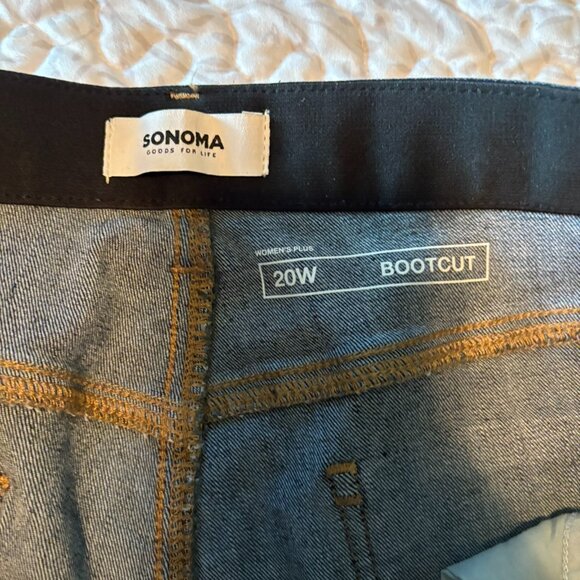 SONOMA
GOODS FOR LIFE
WOMEN'S PLUS
20W BOOTCUT